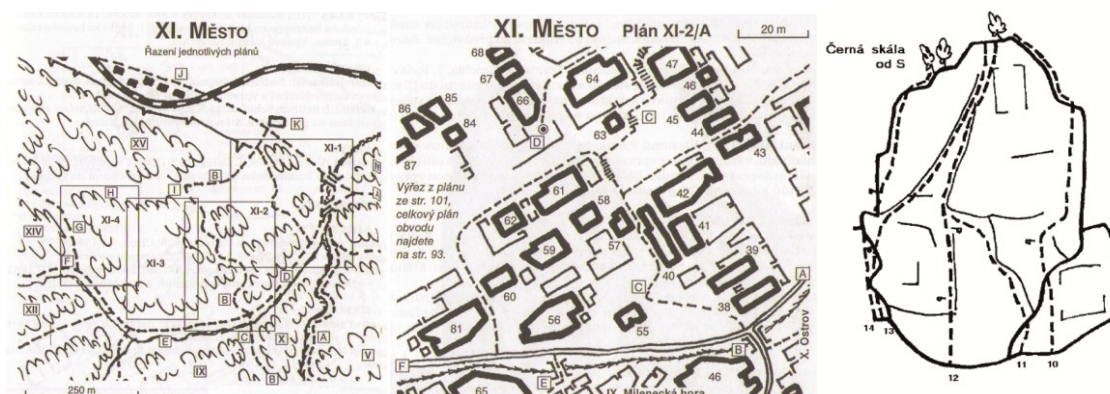 XI. MĚSTO
Řazení jednotlivých plánů
J
K
XI-1
XV
B
I
H
XI-2
XI-4
G
XIV
F
XI-3
D
B
XII
E
C
X
A
IX
V
B
250 m
XI. MĚSTO Plán XI-2/A
20 m
68
67
66
64
47
46
45
44
43
86
85
84
87
63
C
D
Výřez z plánu
ze str. 101,
celkový plán
obvodu
najdete
na str. 93.
61
62
58
42
59
57
41
39
60
40
C
A
38
81
56
55
F
B
X. Ostrov
E
65
46
IX. Milenecká hora
Černá skála
od S
14
13
12
11
10